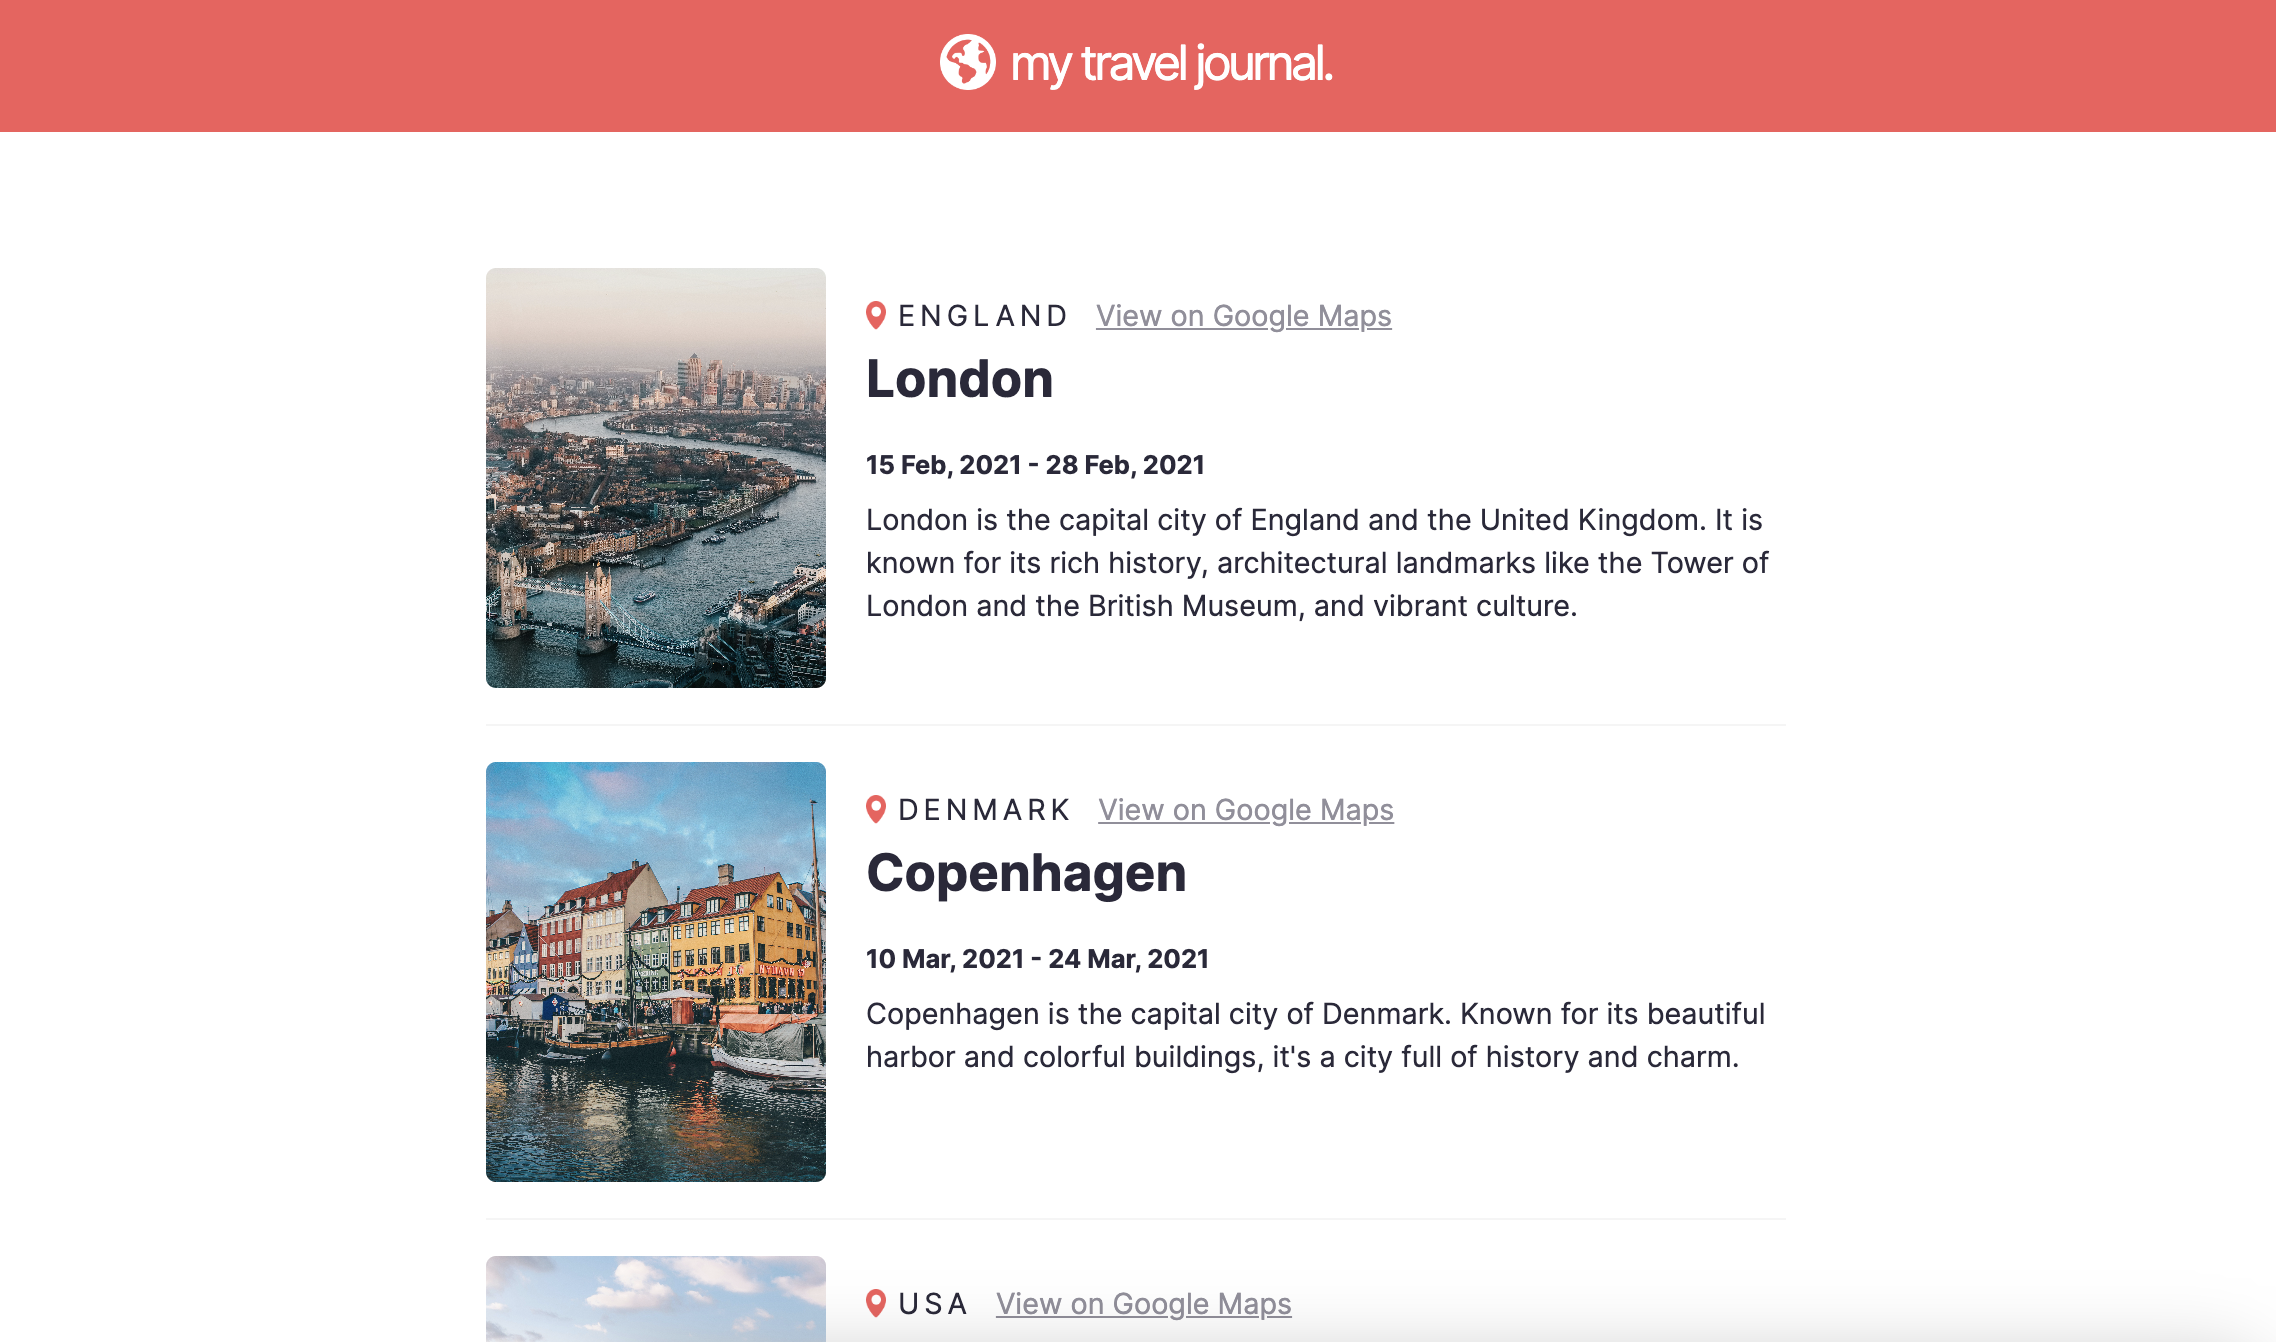 my travel journal.
ENGLAND View on Google Maps
London
15 Feb, 2021 - 28 Feb, 2021
London is the capital city of England and the United Kingdom. It is
known for its rich history, architectural landmarks like the Tower of
London and the British Museum, and vibrant culture.
DENMARK View on Google Maps
Copenhagen
10 Mar, 2021 - 24 Mar, 2021
Copenhagen is the capital city of Denmark. Known for its beautiful
harbor and colorful buildings, it's a city full of history and charm.
NYHAVN 17
USA View on Google Maps